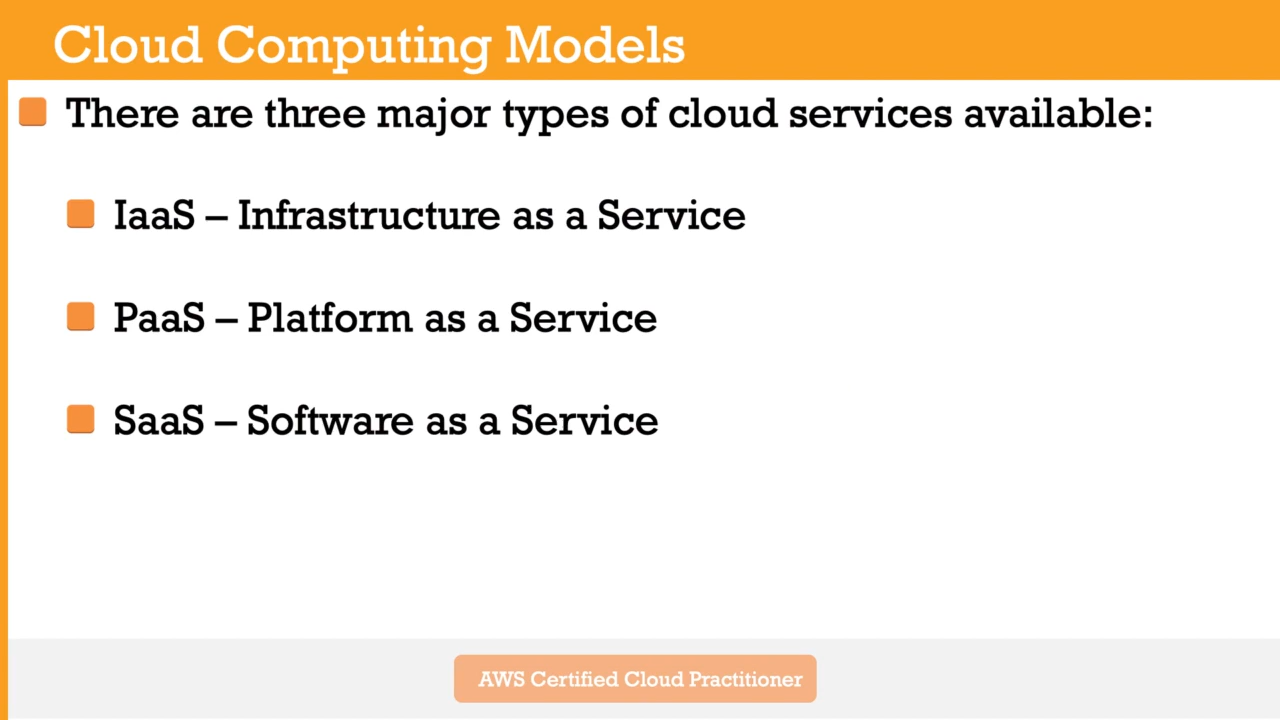 Cloud Computing Models
There are three major types of cloud services available:
IaaS – Infrastructure as a Service
PaaS – Platform as a Service
SaaS – Software as a Service
AWS Certified Cloud Practitioner